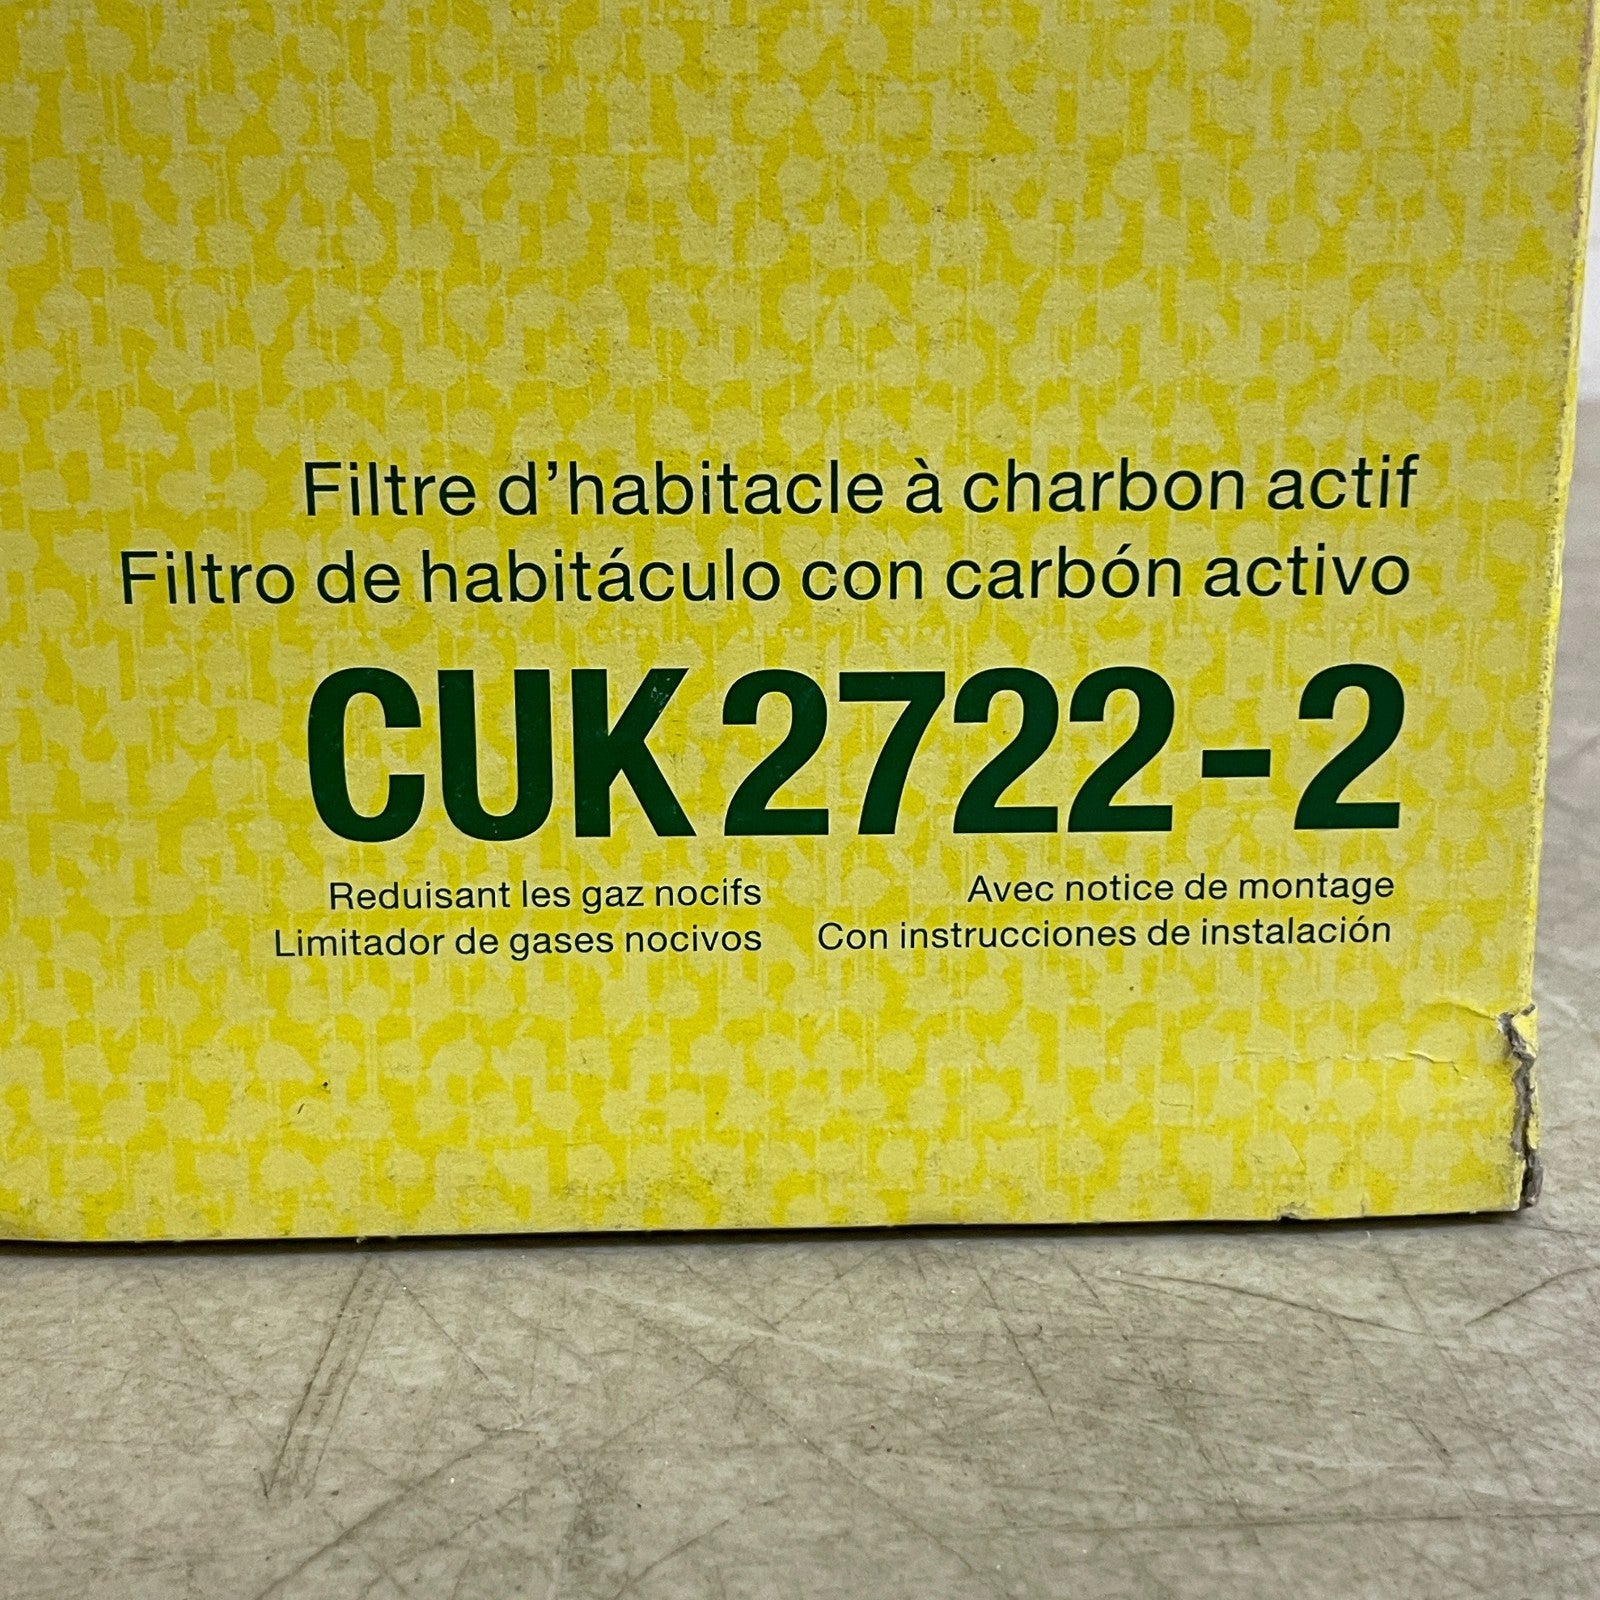 Filtre d’habitacle à charbon actif
Filtro de habitáculo con carbón activo
CUK 2722-2
Reduisant les gaz nocifs
Limitador de gases nocivos
Avec notice de montage
Con instrucciones de instalación